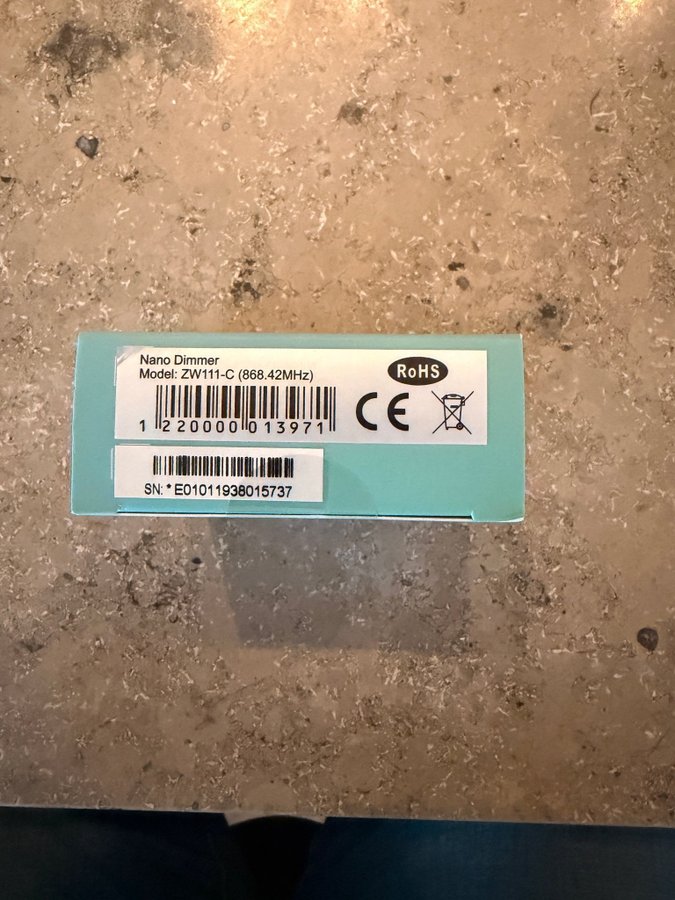 Nano Dimmer
Model: ZW111-C (868.42MHz)
RoHS
CE
1 220000 013971
SN: * E01011938015737